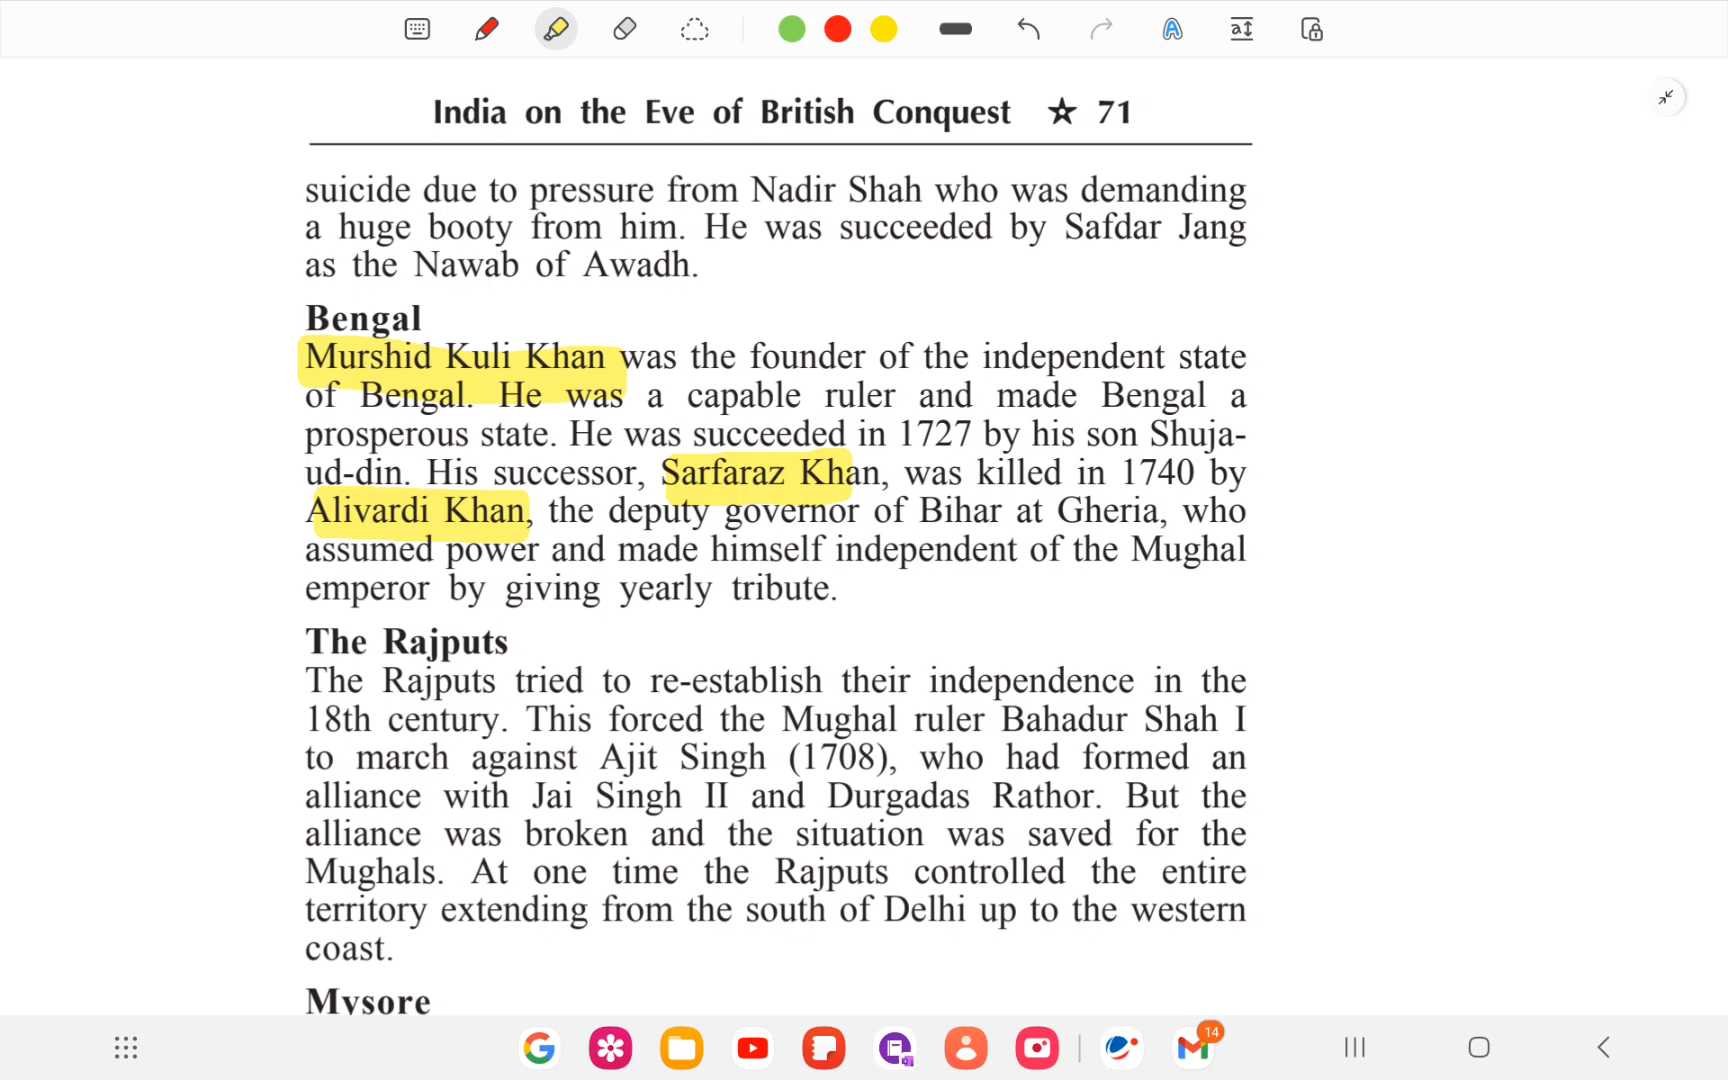 India on the Eve of British Conquest ☆ 71
suicide due to pressure from Nadir Shah who was demanding
a huge booty from him. He was succeeded by Safdar Jang
as the Nawab of Awadh.
Bengal
Murshid Kuli Khan was the founder of the independent state
of Bengal. He was a capable ruler and made Bengal a
prosperous state. He was succeeded in 1727 by his son Shuja-
ud-din. His successor, Sarfaraz Khan, was killed in 1740 by
Alivardi Khan, the deputy governor of Bihar at Gheria, who
assumed power and made himself independent of the Mughal
emperor by giving yearly tribute.
The Rajputs
The Rajputs tried to re-establish their independence in the
18th century. This forced the Mughal ruler Bahadur Shah I
to march against Ajit Singh (1708), who had formed an
alliance with Jai Singh II and Durgadas Rathor. But the
alliance was broken and the situation was saved for the
Mughals. At one time the Rajputs controlled the entire
territory extending from the south of Delhi up to the western
coast.
Mysore
14